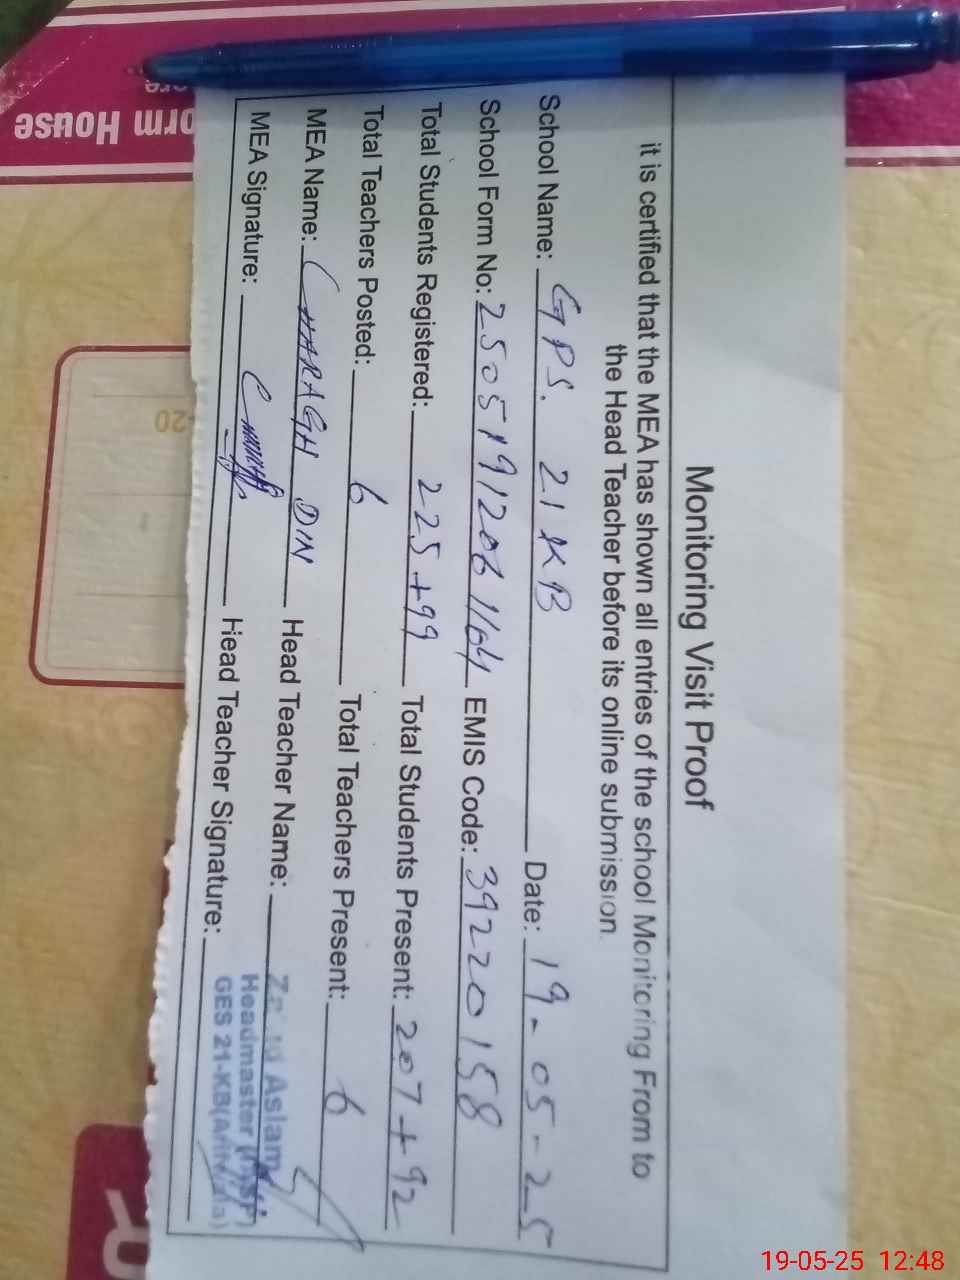 Monitoring Visit Proof
it is certified that the MEA has shown all entries of the school Monitoring From to
the Head Teacher before its online submission.
School Name: GPS. 21 KB Date: 19-05-25
School Form No: 2505191206 1164 EMIS Code: 39220158
Total Students Registered: 225+99 Total Students Present: 207+92
Total Teachers Posted: 6 Total Teachers Present: 6
MEA Name: CHARAGH DIN Head Teacher Name:
MEA Signature: Head Teacher Signature:
Aslam
Headmaster
GES 21-KB
orm House
-20
19-05-25 12:48